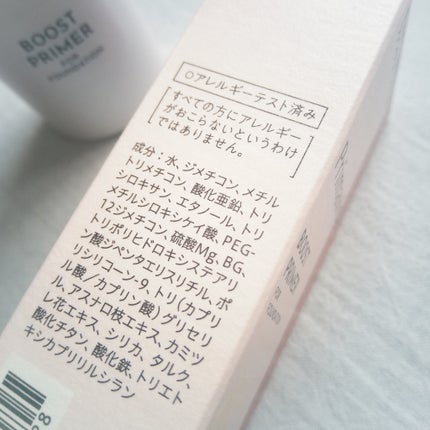 BOOST
PRIMER
FOR
FOUNDATION
○アレルギーテスト済み
すべての方にアレルギー
がおこらないというわけ
ではありません。
成分：水、ジメチコン、メチル
トリメチコン、酸化亜鉛、トリ
シロキサン、エタノール、トリ
メチルシロキシケイ酸、PEG-
12ジメチコン、硫酸Mg、BG、
トリポリヒドロキシステアリ
ン酸ジペンタエリスリチル、ポ
リシリコーン-9、トリ(カプリ
ル酸/カプリン酸)グリセリ
ル、アスナロ枝エキス、カミツ
レ花エキス、シリカ、タルク、
酸化チタン、酸化鉄、トリエト
キシカプリリルシラン
BOOST
PRIMER
FOR
FOUNDATION